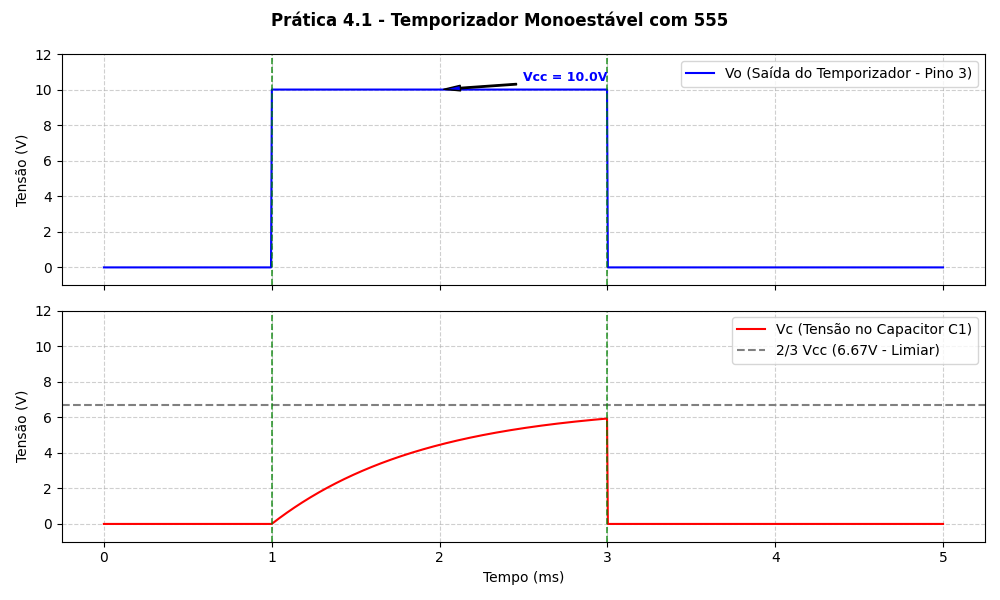 Prática 4.1 - Temporizador Monoestável com 555
12
10
8
6
4
2
0
Tensão (V)
Vcc = 10.0V
Vo (Saída do Temporizador - Pino 3)
12
10
8
6
4
2
0
Tensão (V)
Vc (Tensão no Capacitor C1)
2/3 Vcc (6.67V - Limiar)
0 1 2 3 4 5
Tempo (ms)